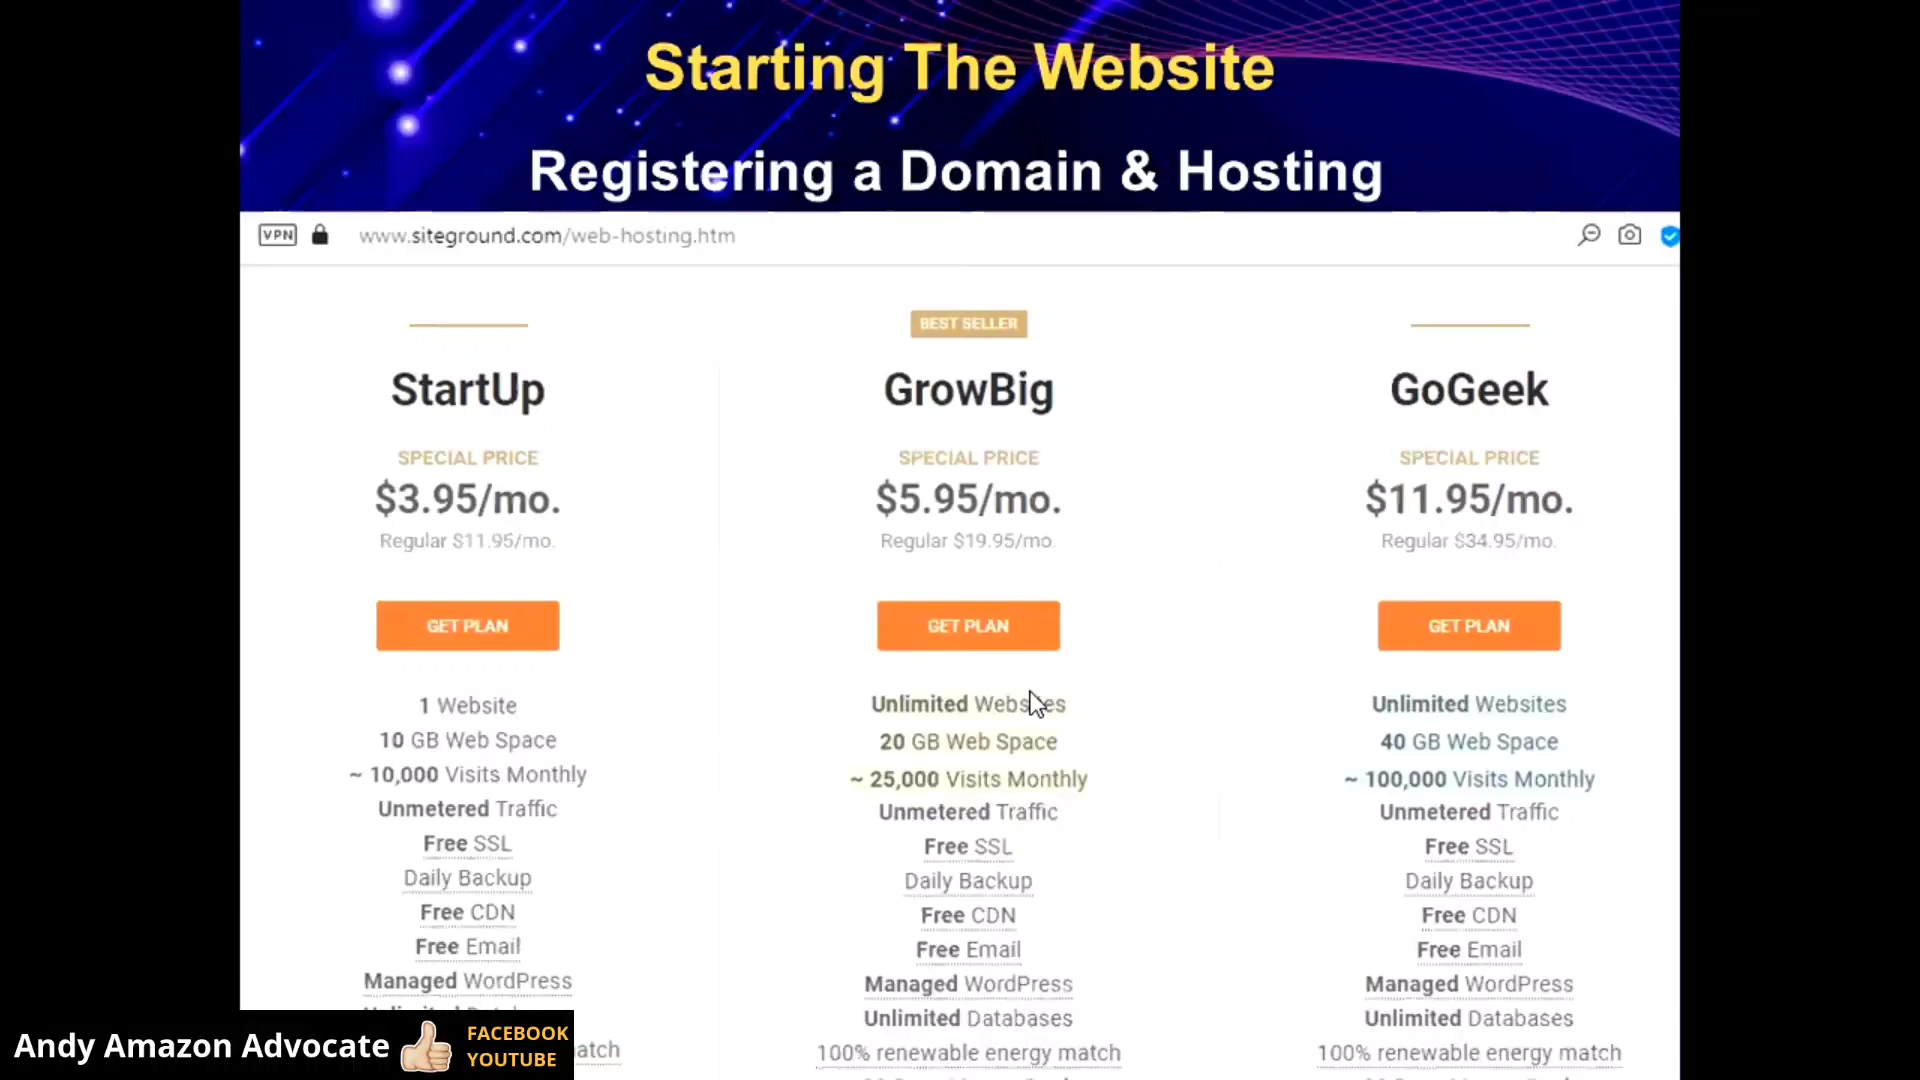 Starting The Website
Registering a Domain & Hosting
VPN
www.siteground.com/web-hosting.htm
StartUp
SPECIAL PRICE
$3.95/mo.
Regular $11.95/mo.
GET PLAN
1 Website
10 GB Web Space
~ 10,000 Visits Monthly
Unmetered Traffic
Free SSL
Daily Backup
Free CDN
Free Email
Managed WordPress
BEST SELLER
GrowBig
SPECIAL PRICE
$5.95/mo.
Regular $19.95/mo.
GET PLAN
Unlimited Websites
20 GB Web Space
~ 25,000 Visits Monthly
Unmetered Traffic
Free SSL
Daily Backup
Free CDN
Free Email
Managed WordPress
Unlimited Databases
100% renewable energy match
GoGeek
SPECIAL PRICE
$11.95/mo.
Regular $34.95/mo.
GET PLAN
Unlimited Websites
40 GB Web Space
~ 100,000 Visits Monthly
Unmetered Traffic
Free SSL
Daily Backup
Free CDN
Free Email
Managed WordPress
Unlimited Databases
100% renewable energy match
Andy Amazon Advocate
FACEBOOK
YOUTUBE